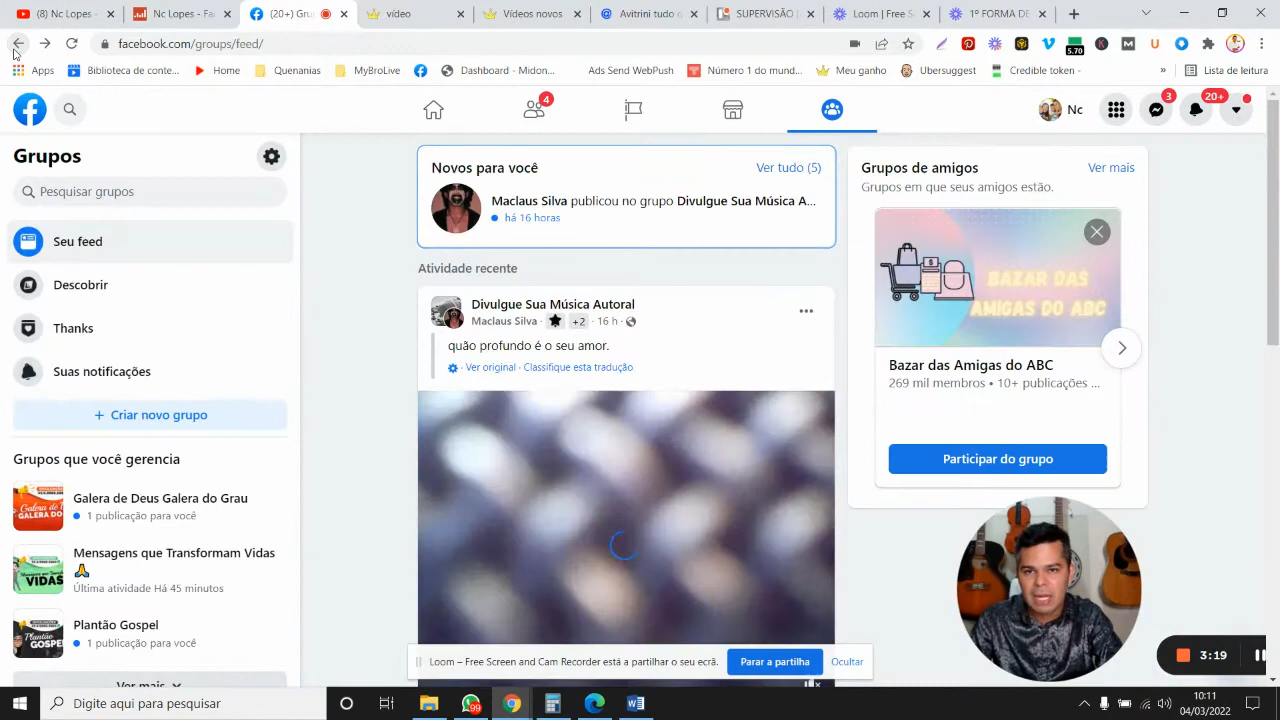 (8) Nc Lopes -
Nc Lopes - Fa
(20+) Gru
vídeo
Vídeos novos
Avitrini tudo
SUPERVISÃO
Loom | Free S
1º FORMA DE
facebook.com/groups/feed/
5.70
Apps
Biblioteca de conte...
Home
Quenanias
MyBroLive
Dashboard - Midon...
Ads Send WebPush
Número 1 do mund...
Meu ganho
Ubersuggest
Credible token -
»
Lista de leitura
4
Nc
3
20+
Grupos
Pesquisar grupos
Seu feed
Descobrir
Thanks
Suas notificações
+ Criar novo grupo
Grupos que você gerencia
Galera de Deus Galera do Grau
1 publicação para você
Mensagens que Transformam Vidas
Última atividade Há 45 minutos
Plantão Gospel
1 publicação para você
Novos para você
Ver tudo (5)
Maclaus Silva publicou no grupo Divulgue Sua Música A...
há 16 horas
Atividade recente
Divulgue Sua Música Autoral
Maclaus Silva · +2 · 16 h ·
quão profundo é o seu amor.
· Ver original · Classifique esta tradução
Grupos de amigos
Ver mais
Grupos em que seus amigos estão.
BAZAR DAS
AMIGAS DO ABC
Bazar das Amigas do ABC
269 mil membros • 10+ publicações ...
Participar do grupo
Loom – Free Screen and Cam Recorder está a partilhar o seu ecrã.
Parar a partilha
Ocultar
3:19
Digite aqui para pesquisar
99
10:11
04/03/2022